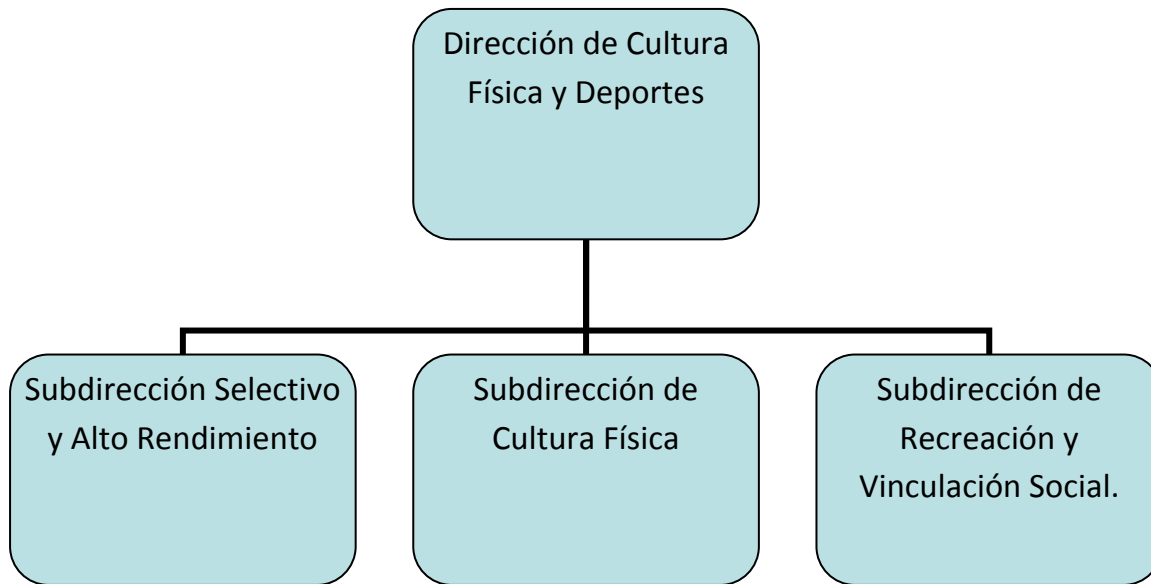 Dirección de Cultura
Física y Deportes
Subdirección Selectivo
y Alto Rendimiento
Subdirección de
Cultura Física
Subdirección de
Recreación y
Vinculación Social.